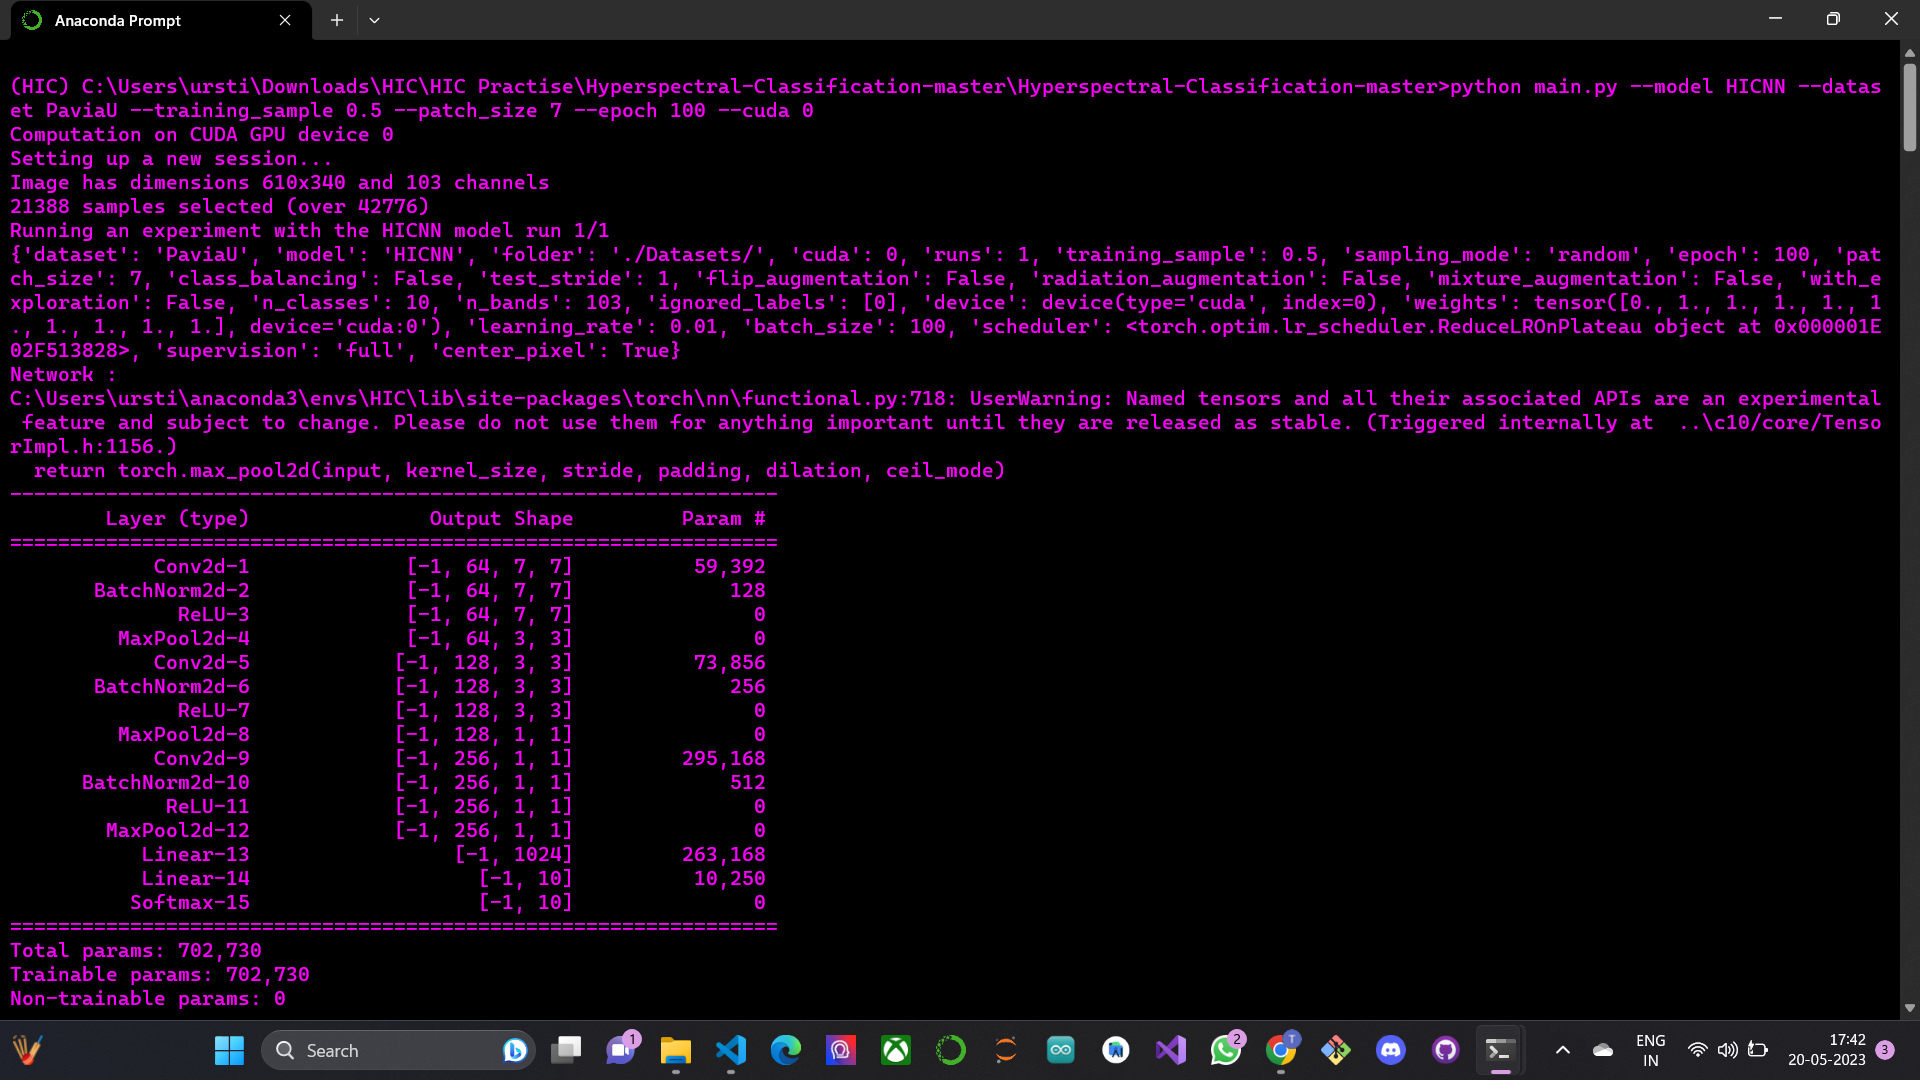 Anaconda Prompt
(HIC) C:\Users\ursti\Downloads\HIC\HIC Practise\Hyperspectral-Classification-master\Hyperspectral-Classification-master>python main.py --model HICNN --datas
et PaviaU --training_sample 0.5 --patch_size 7 --epoch 100 --cuda 0
Computation on CUDA GPU device 0
Setting up a new session...
Image has dimensions 610x340 and 103 channels
21388 samples selected (over 42776)
Running an experiment with the HICNN model run 1/1
{'dataset': 'PaviaU', 'model': 'HICNN', 'folder': './Datasets/', 'cuda': 0, 'runs': 1, 'training_sample': 0.5, 'sampling_mode': 'random', 'epoch': 100, 'pat
ch_size': 7, 'class_balancing': False, 'test_stride': 1, 'flip_augmentation': False, 'radiation_augmentation': False, 'mixture_augmentation': False, 'with_e
xploration': False, 'n_classes': 10, 'n_bands': 103, 'ignored_labels': [0], 'device': device(type='cuda', index=0), 'weights': tensor([0., 1., 1., 1., 1., 1
., 1., 1., 1., 1.], device='cuda:0'), 'learning_rate': 0.01, 'batch_size': 100, 'scheduler': <torch.optim.lr_scheduler.ReduceLROnPlateau object at 0x000001E
02F513828>, 'supervision': 'full', 'center_pixel': True}
Network :
C:\Users\ursti\anaconda3\envs\HIC\lib\site-packages\torch\nn\functional.py:718: UserWarning: Named tensors and all their associated APIs are an experimental
 feature and subject to change. Please do not use them for anything important until they are released as stable. (Triggered internally at  ..\c10/core/Tenso
rImpl.h:1156.)
  return torch.max_pool2d(input, kernel_size, stride, padding, dilation, ceil_mode)
----------------------------------------------------------------
        Layer (type)               Output Shape         Param #
================================================================
            Conv2d-1             [-1, 64, 7, 7]          59,392
       BatchNorm2d-2             [-1, 64, 7, 7]             128
              ReLU-3             [-1, 64, 7, 7]               0
         MaxPool2d-4             [-1, 64, 3, 3]               0
            Conv2d-5            [-1, 128, 3, 3]          73,856
       BatchNorm2d-6            [-1, 128, 3, 3]             256
              ReLU-7            [-1, 128, 3, 3]               0
         MaxPool2d-8            [-1, 128, 1, 1]               0
            Conv2d-9            [-1, 256, 1, 1]         295,168
      BatchNorm2d-10            [-1, 256, 1, 1]             512
             ReLU-11            [-1, 256, 1, 1]               0
        MaxPool2d-12            [-1, 256, 1, 1]               0
           Linear-13                 [-1, 1024]         263,168
           Linear-14                   [-1, 10]          10,250
          Softmax-15                   [-1, 10]               0
================================================================
Total params: 702,730
Trainable params: 702,730
Non-trainable params: 0
Search
1
2
T
ENG
IN
17:42
20-05-2023
3